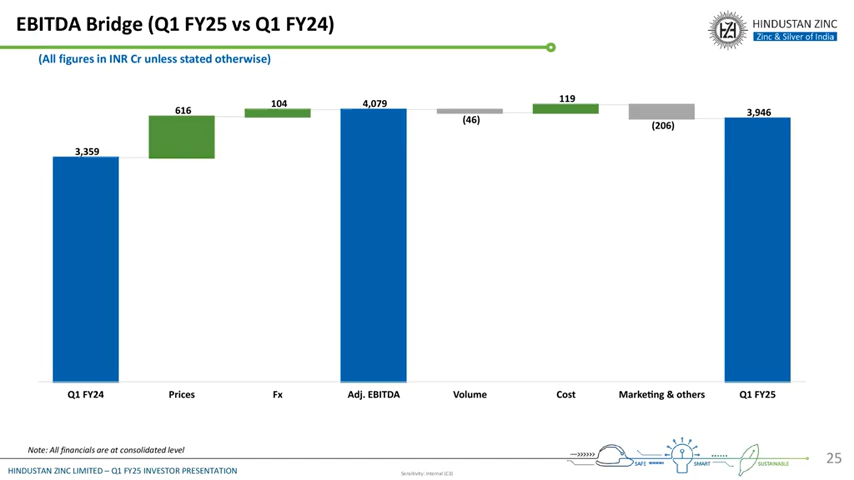 EBITDA Bridge (Q1 FY25 vs Q1 FY24)
HINDUSTAN ZINC
Zinc & Silver of India
(All figures in INR Cr unless stated otherwise)
3,359
616
104
4,079
(46)
119
(206)
3,946
Q1 FY24
Prices
Fx
Adj. EBITDA
Volume
Cost
Marketing & others
Q1 FY25
Note: All financials are at consolidated level
SAFE
SMART
SUSTAINABLE
25
HINDUSTAN ZINC LIMITED – Q1 FY25 INVESTOR PRESENTATION
Sensitivity: Internal (C3)